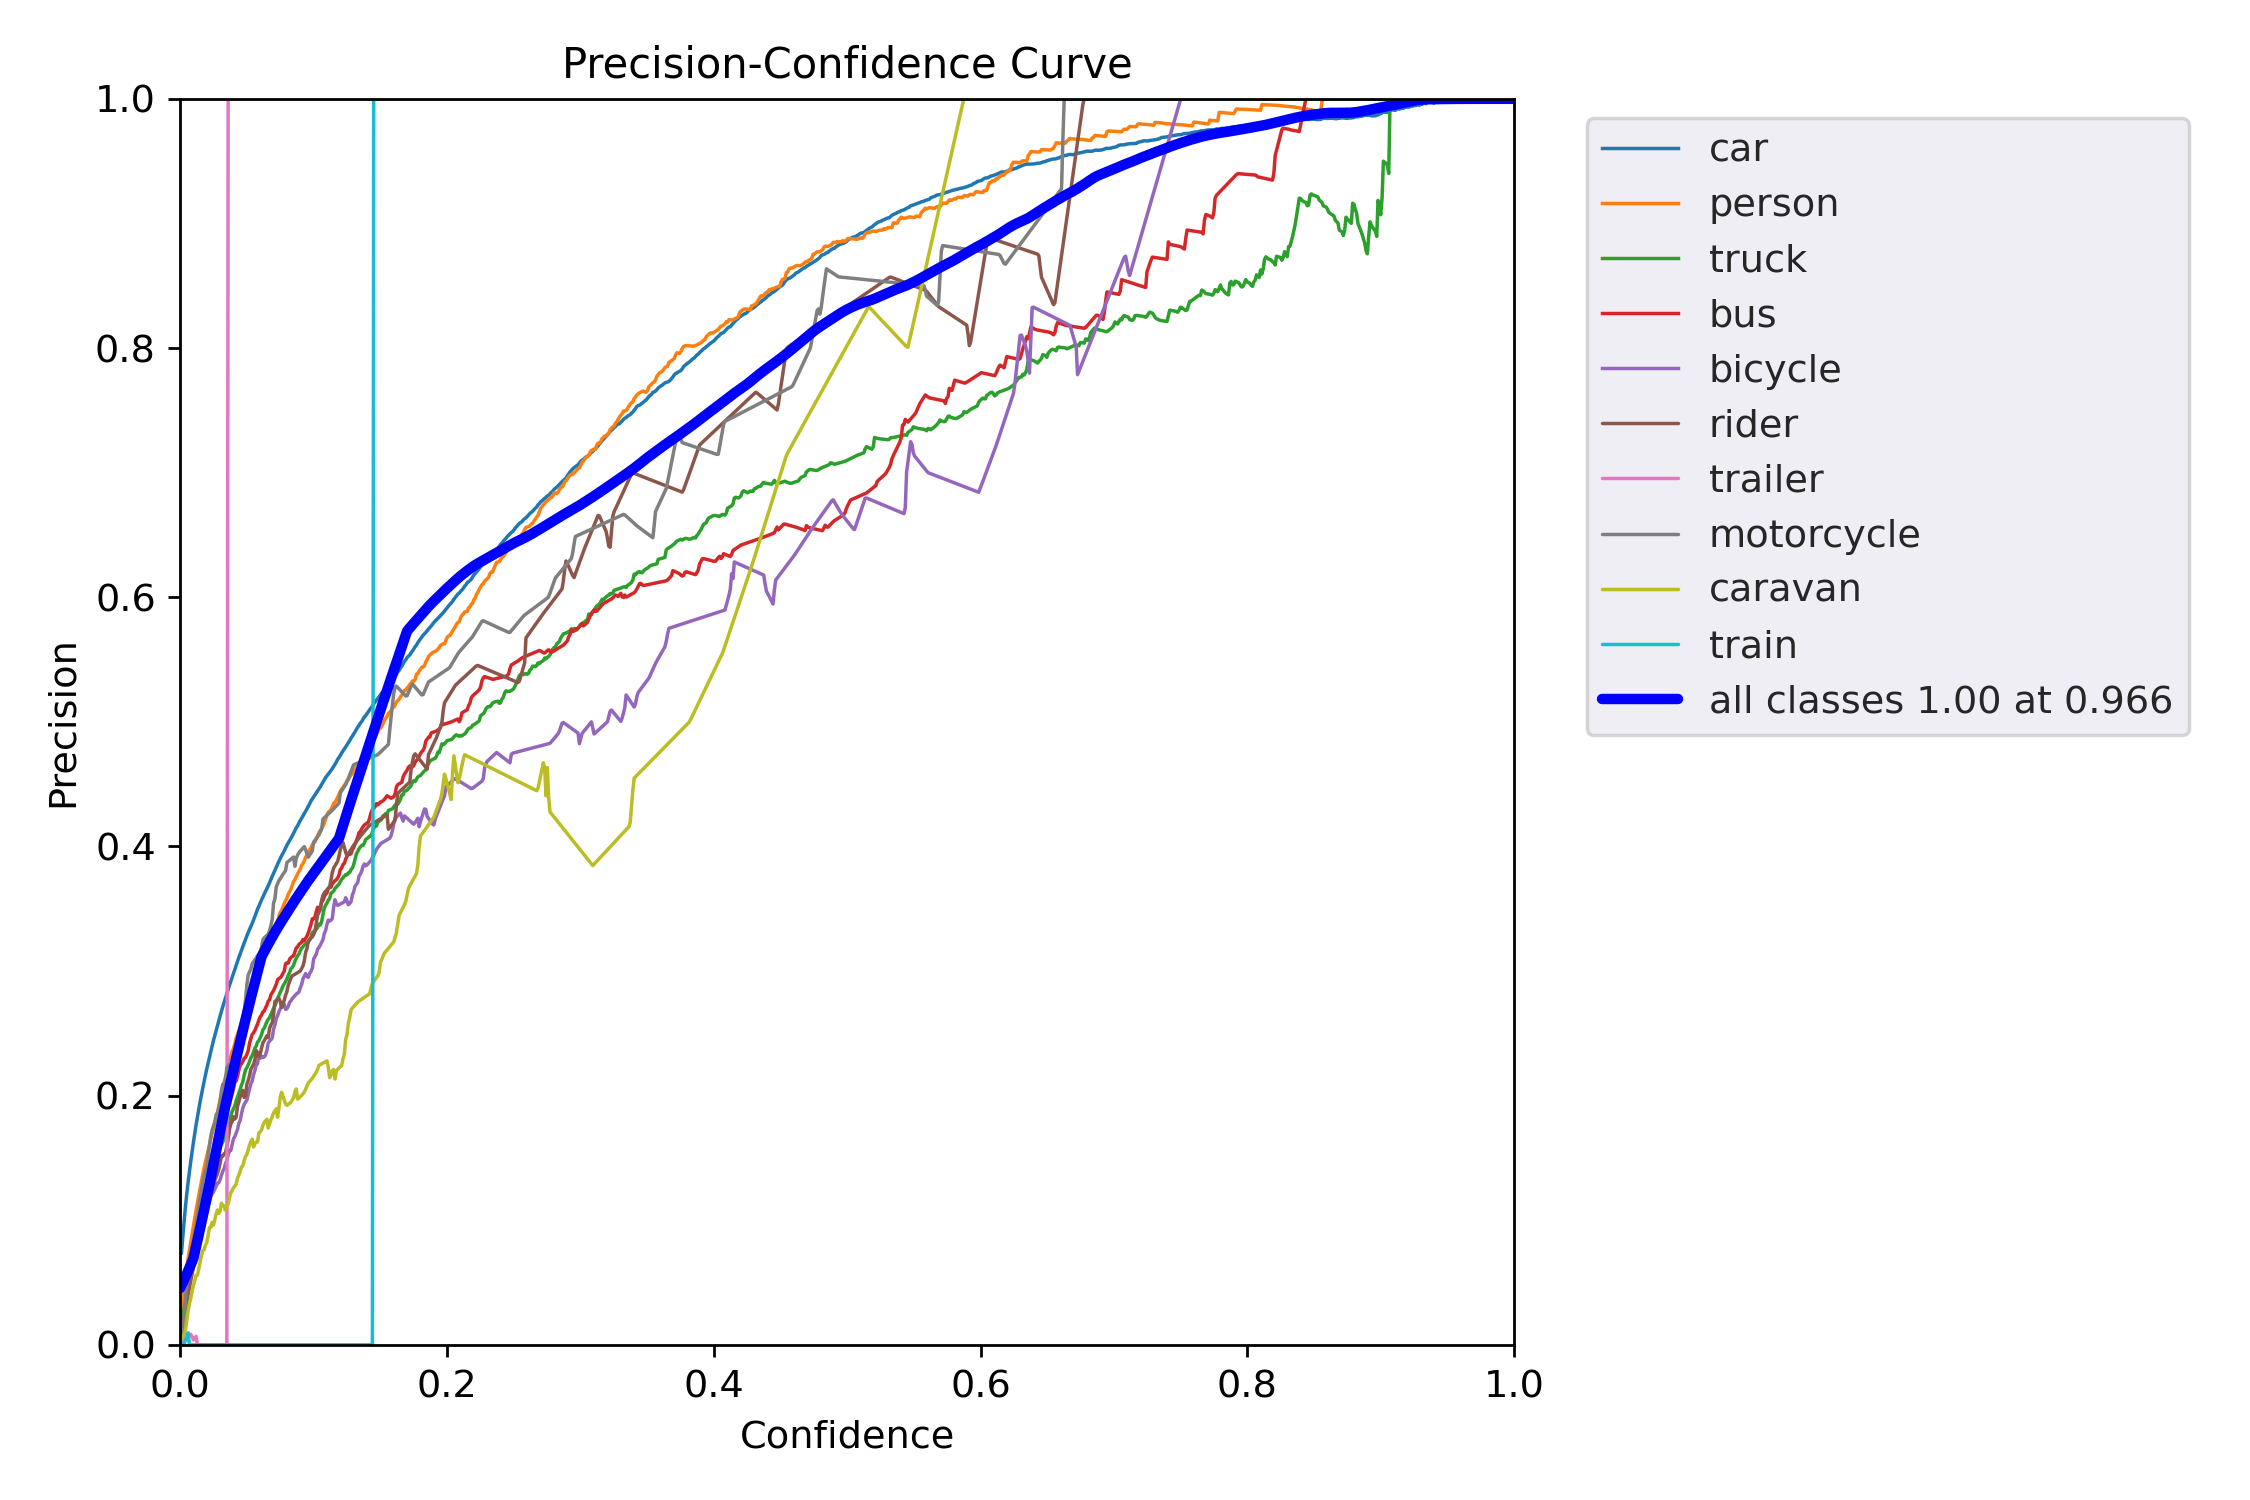 Precision-Confidence Curve
1.0
0.8
0.6
0.4
0.2
0.0
Precision
0.0 0.2 0.4 0.6 0.8 1.0
Confidence
car
person
truck
bus
bicycle
rider
trailer
motorcycle
caravan
train
all classes 1.00 at 0.966